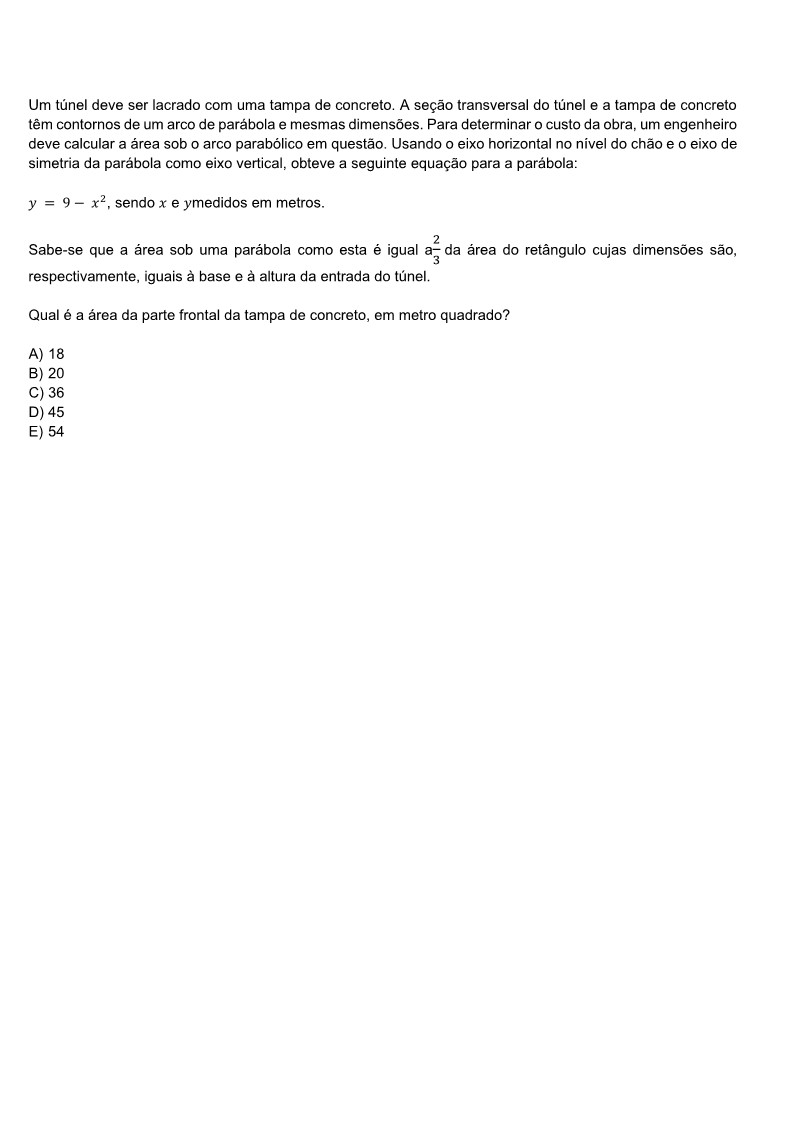 Um túnel deve ser lacrado com uma tampa de concreto. A seção transversal do túnel e a tampa de concreto
têm contornos de um arco de parábola e mesmas dimensões. Para determinar o custo da obra, um engenheiro
deve calcular a área sob o arco parabólico em questão. Usando o eixo horizontal no nível do chão e o eixo de
simetria da parábola como eixo vertical, obteve a seguinte equação para a parábola:
y = 9 − x², sendo x e ymedidos em metros.
Sabe-se que a área sob uma parábola como esta é igual a 2/3 da área do retângulo cujas dimensões são,
respectivamente, iguais à base e à altura da entrada do túnel.
Qual é a área da parte frontal da tampa de concreto, em metro quadrado?
A) 18
B) 20
C) 36
D) 45
E) 54